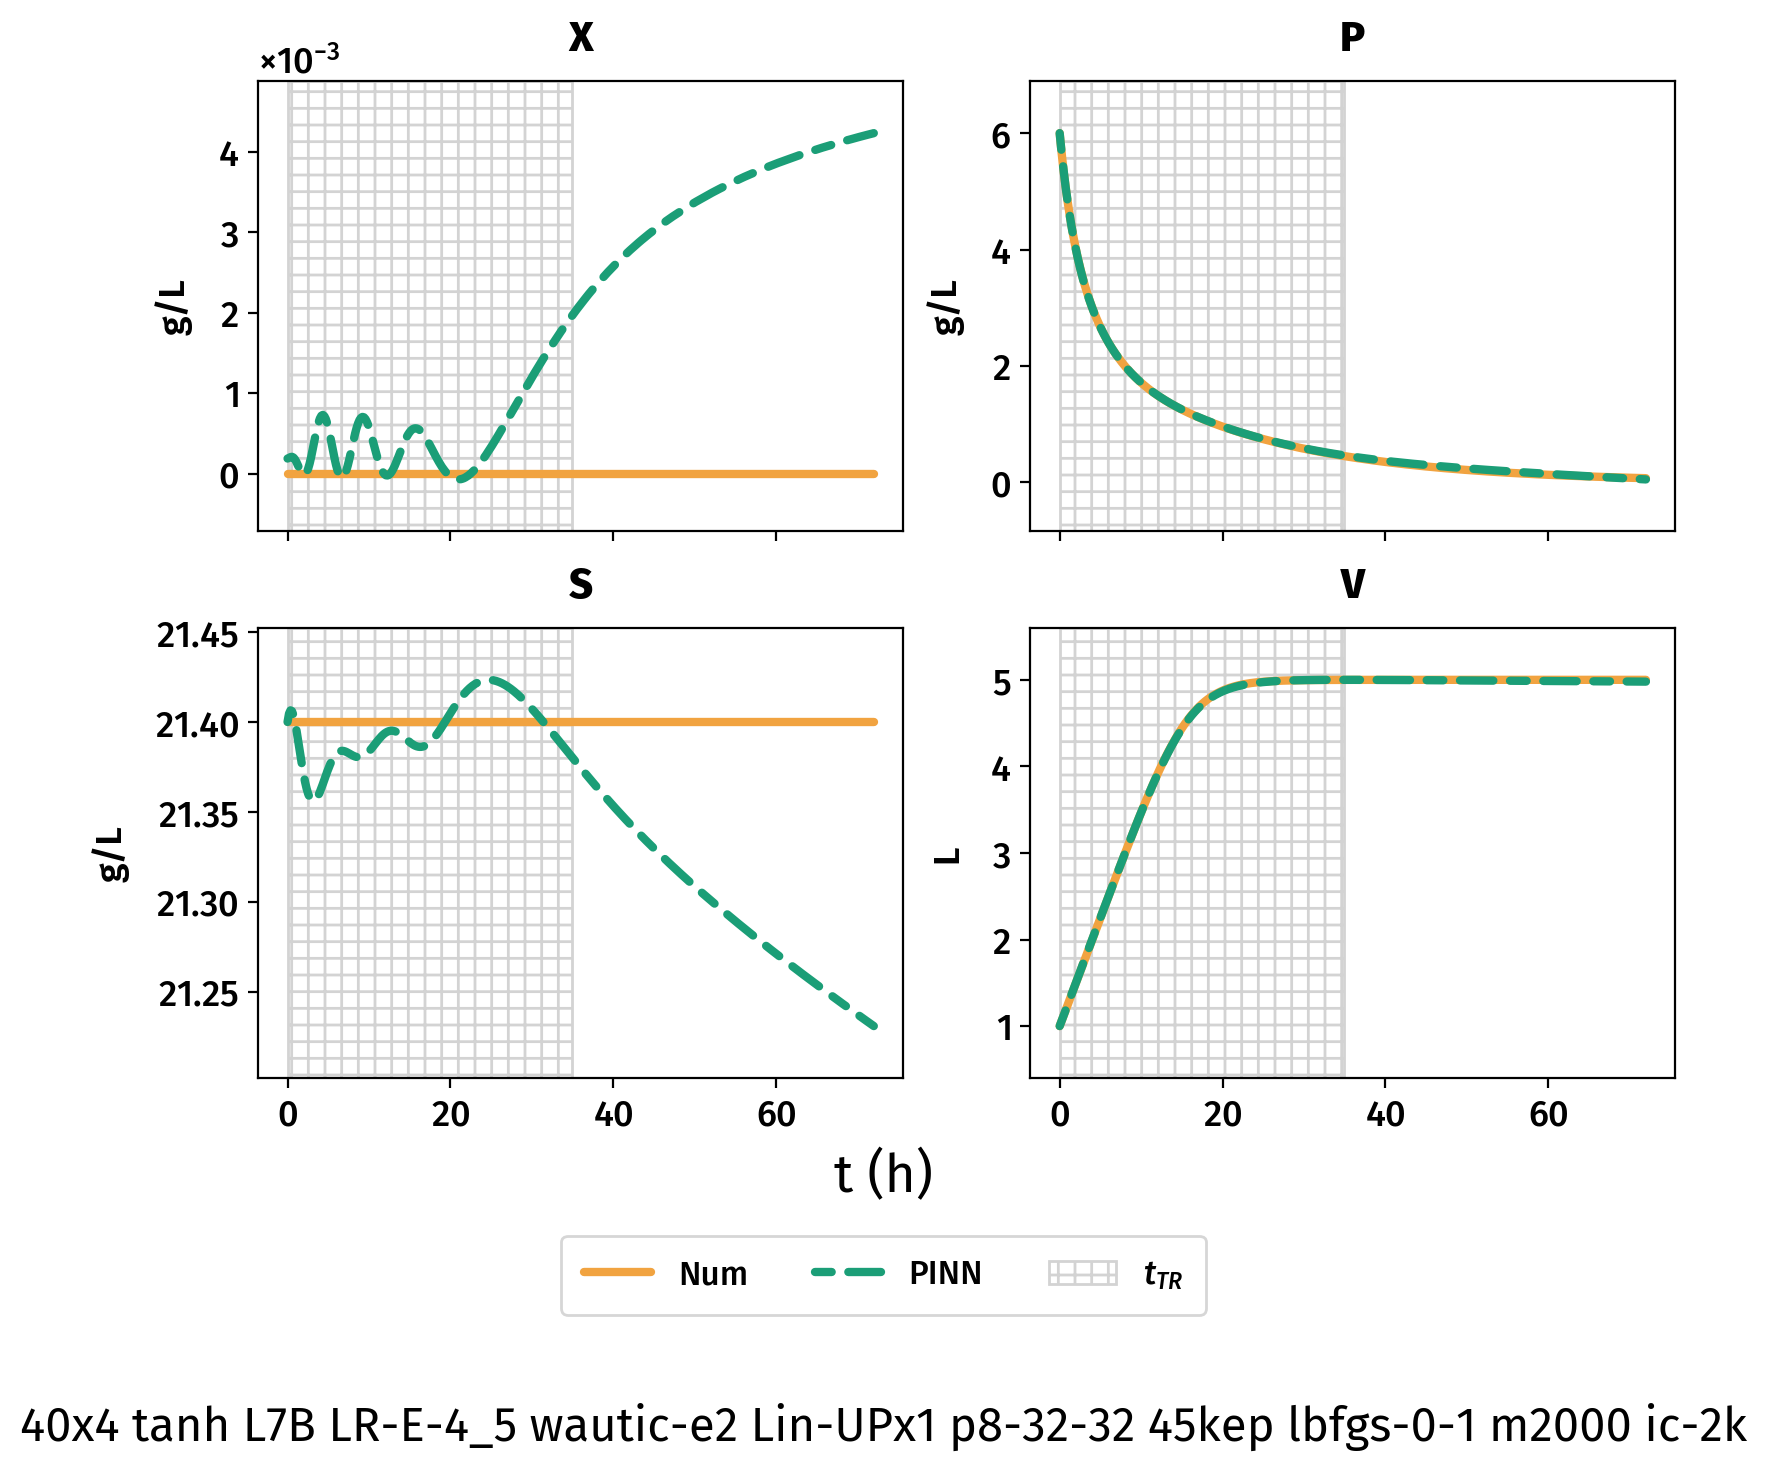 X
×10⁻³
4
3
2
1
0
g/L
P
6
4
2
0
g/L
S
21.45
21.40
21.35
21.30
21.25
g/L
0 20 40 60
V
5
4
3
2
1
L
0 20 40 60
t (h)
Num PINN t_TR
40x4 tanh L7B LR-E-4_5 wautic-e2 Lin-UPx1 p8-32-32 45kep lbfgs-0-1 m2000 ic-2k